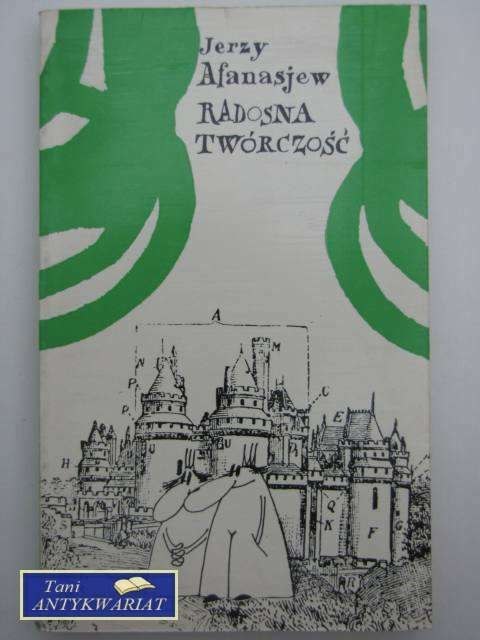 Jerzy
Afanasjew
RADOSNA
TWÓRCZOŚĆ
A
N
M
P
P
C
E
H
U
U
Q
K
F
G
S
Tani
ANTYKWARIAT